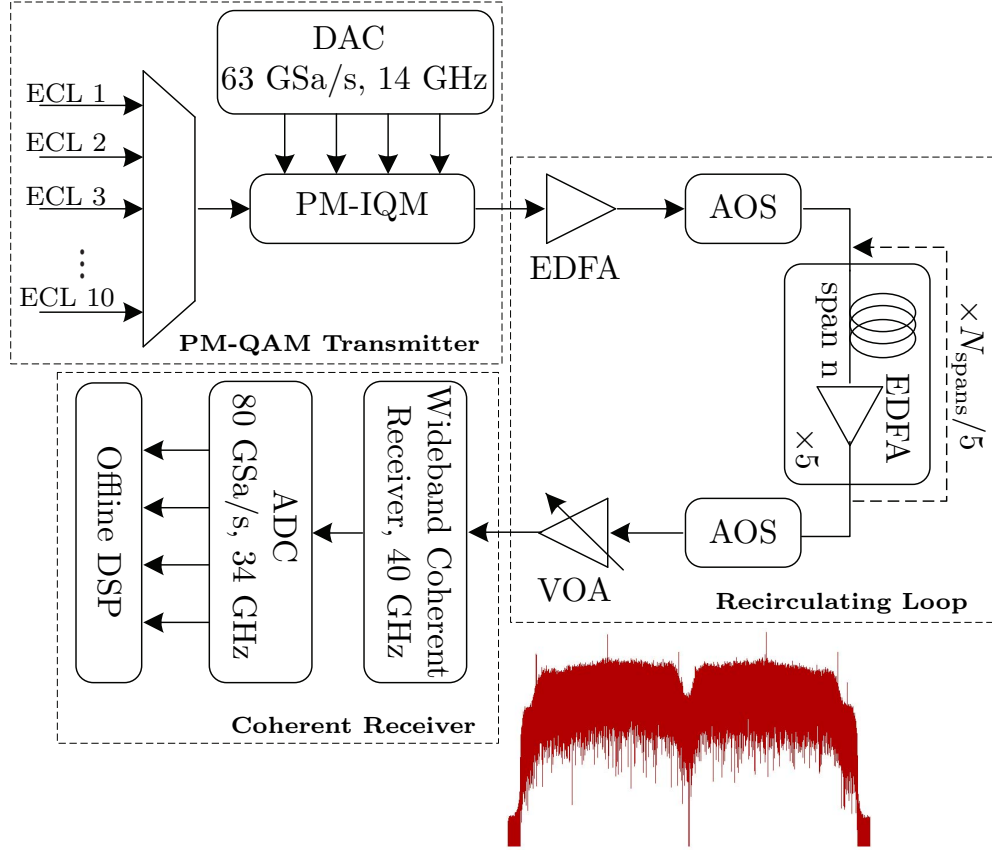 DAC
63 GSa/s, 14 GHz
ECL 1
ECL 2
ECL 3
⋮
ECL 10
PM-IQM
PM-QAM Transmitter
EDFA
AOS
span n
EDFA
×5
×N_spans/5
AOS
VOA
Recirculating Loop
Wideband Coherent
Receiver, 40 GHz
ADC
80 GSa/s, 34 GHz
Offline DSP
Coherent Receiver